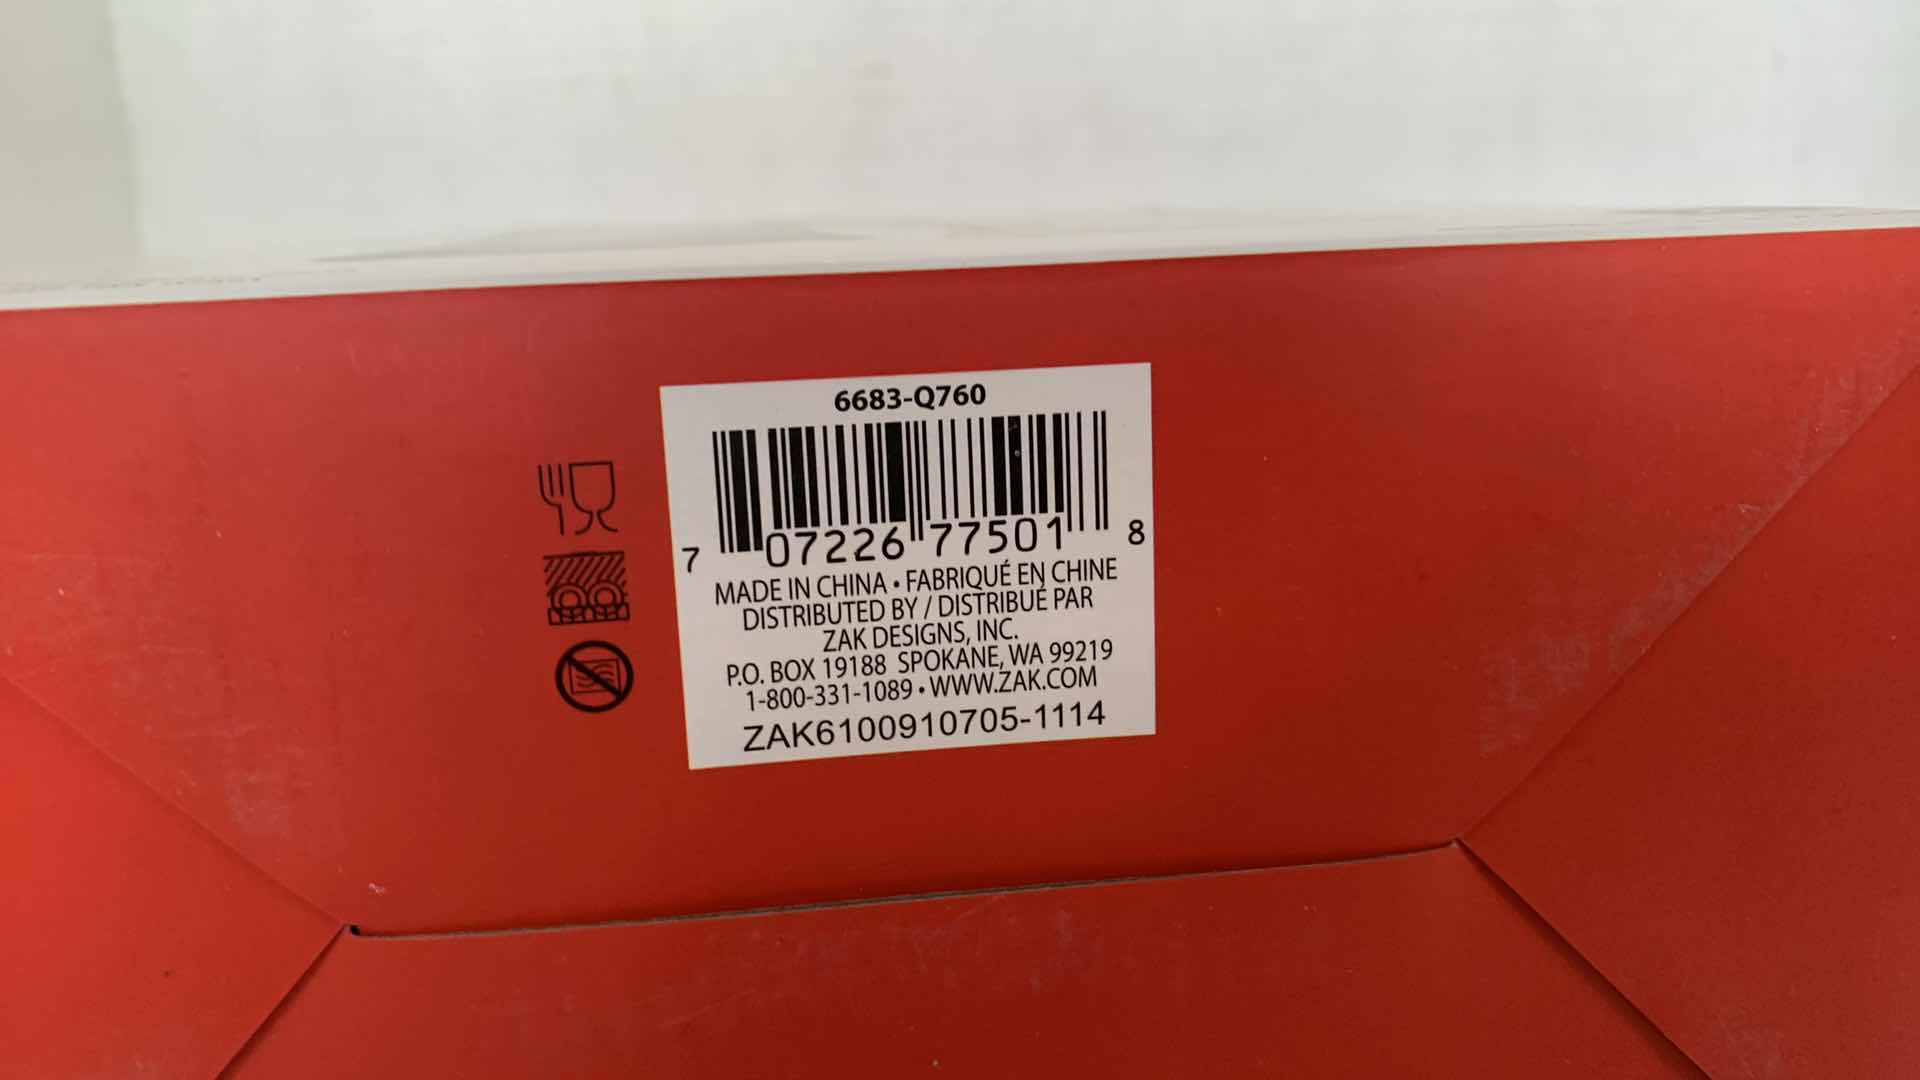 6683-Q760
7 07226 77501 8
MADE IN CHINA • FABRIQUÉ EN CHINE
DISTRIBUTED BY / DISTRIBUÉ PAR
ZAK DESIGNS, INC.
P.O. BOX 19188 SPOKANE, WA 99219
1-800-331-1089 • WWW.ZAK.COM
ZAK6100910705-1114